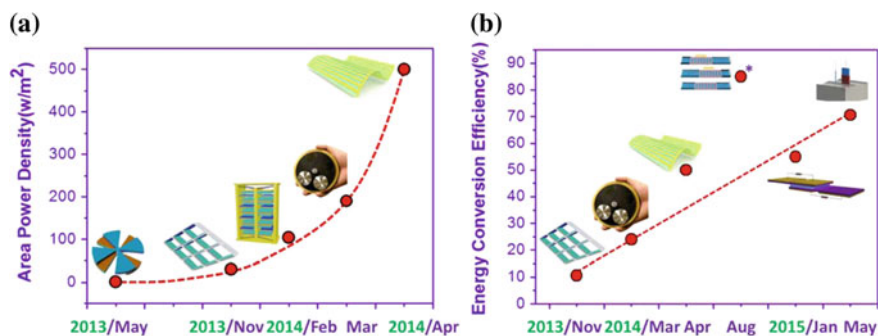 (a)
Area Power Density(w/m²)
500
400
300
200
100
0
2013/May 2013/Nov 2014/Feb Mar 2014/Apr
(b)
Energy Conversion Efficiency(%)
90
80
70
60
50
40
30
20
10
0
*
2013/Nov 2014/Mar Apr Aug 2015/Jan May